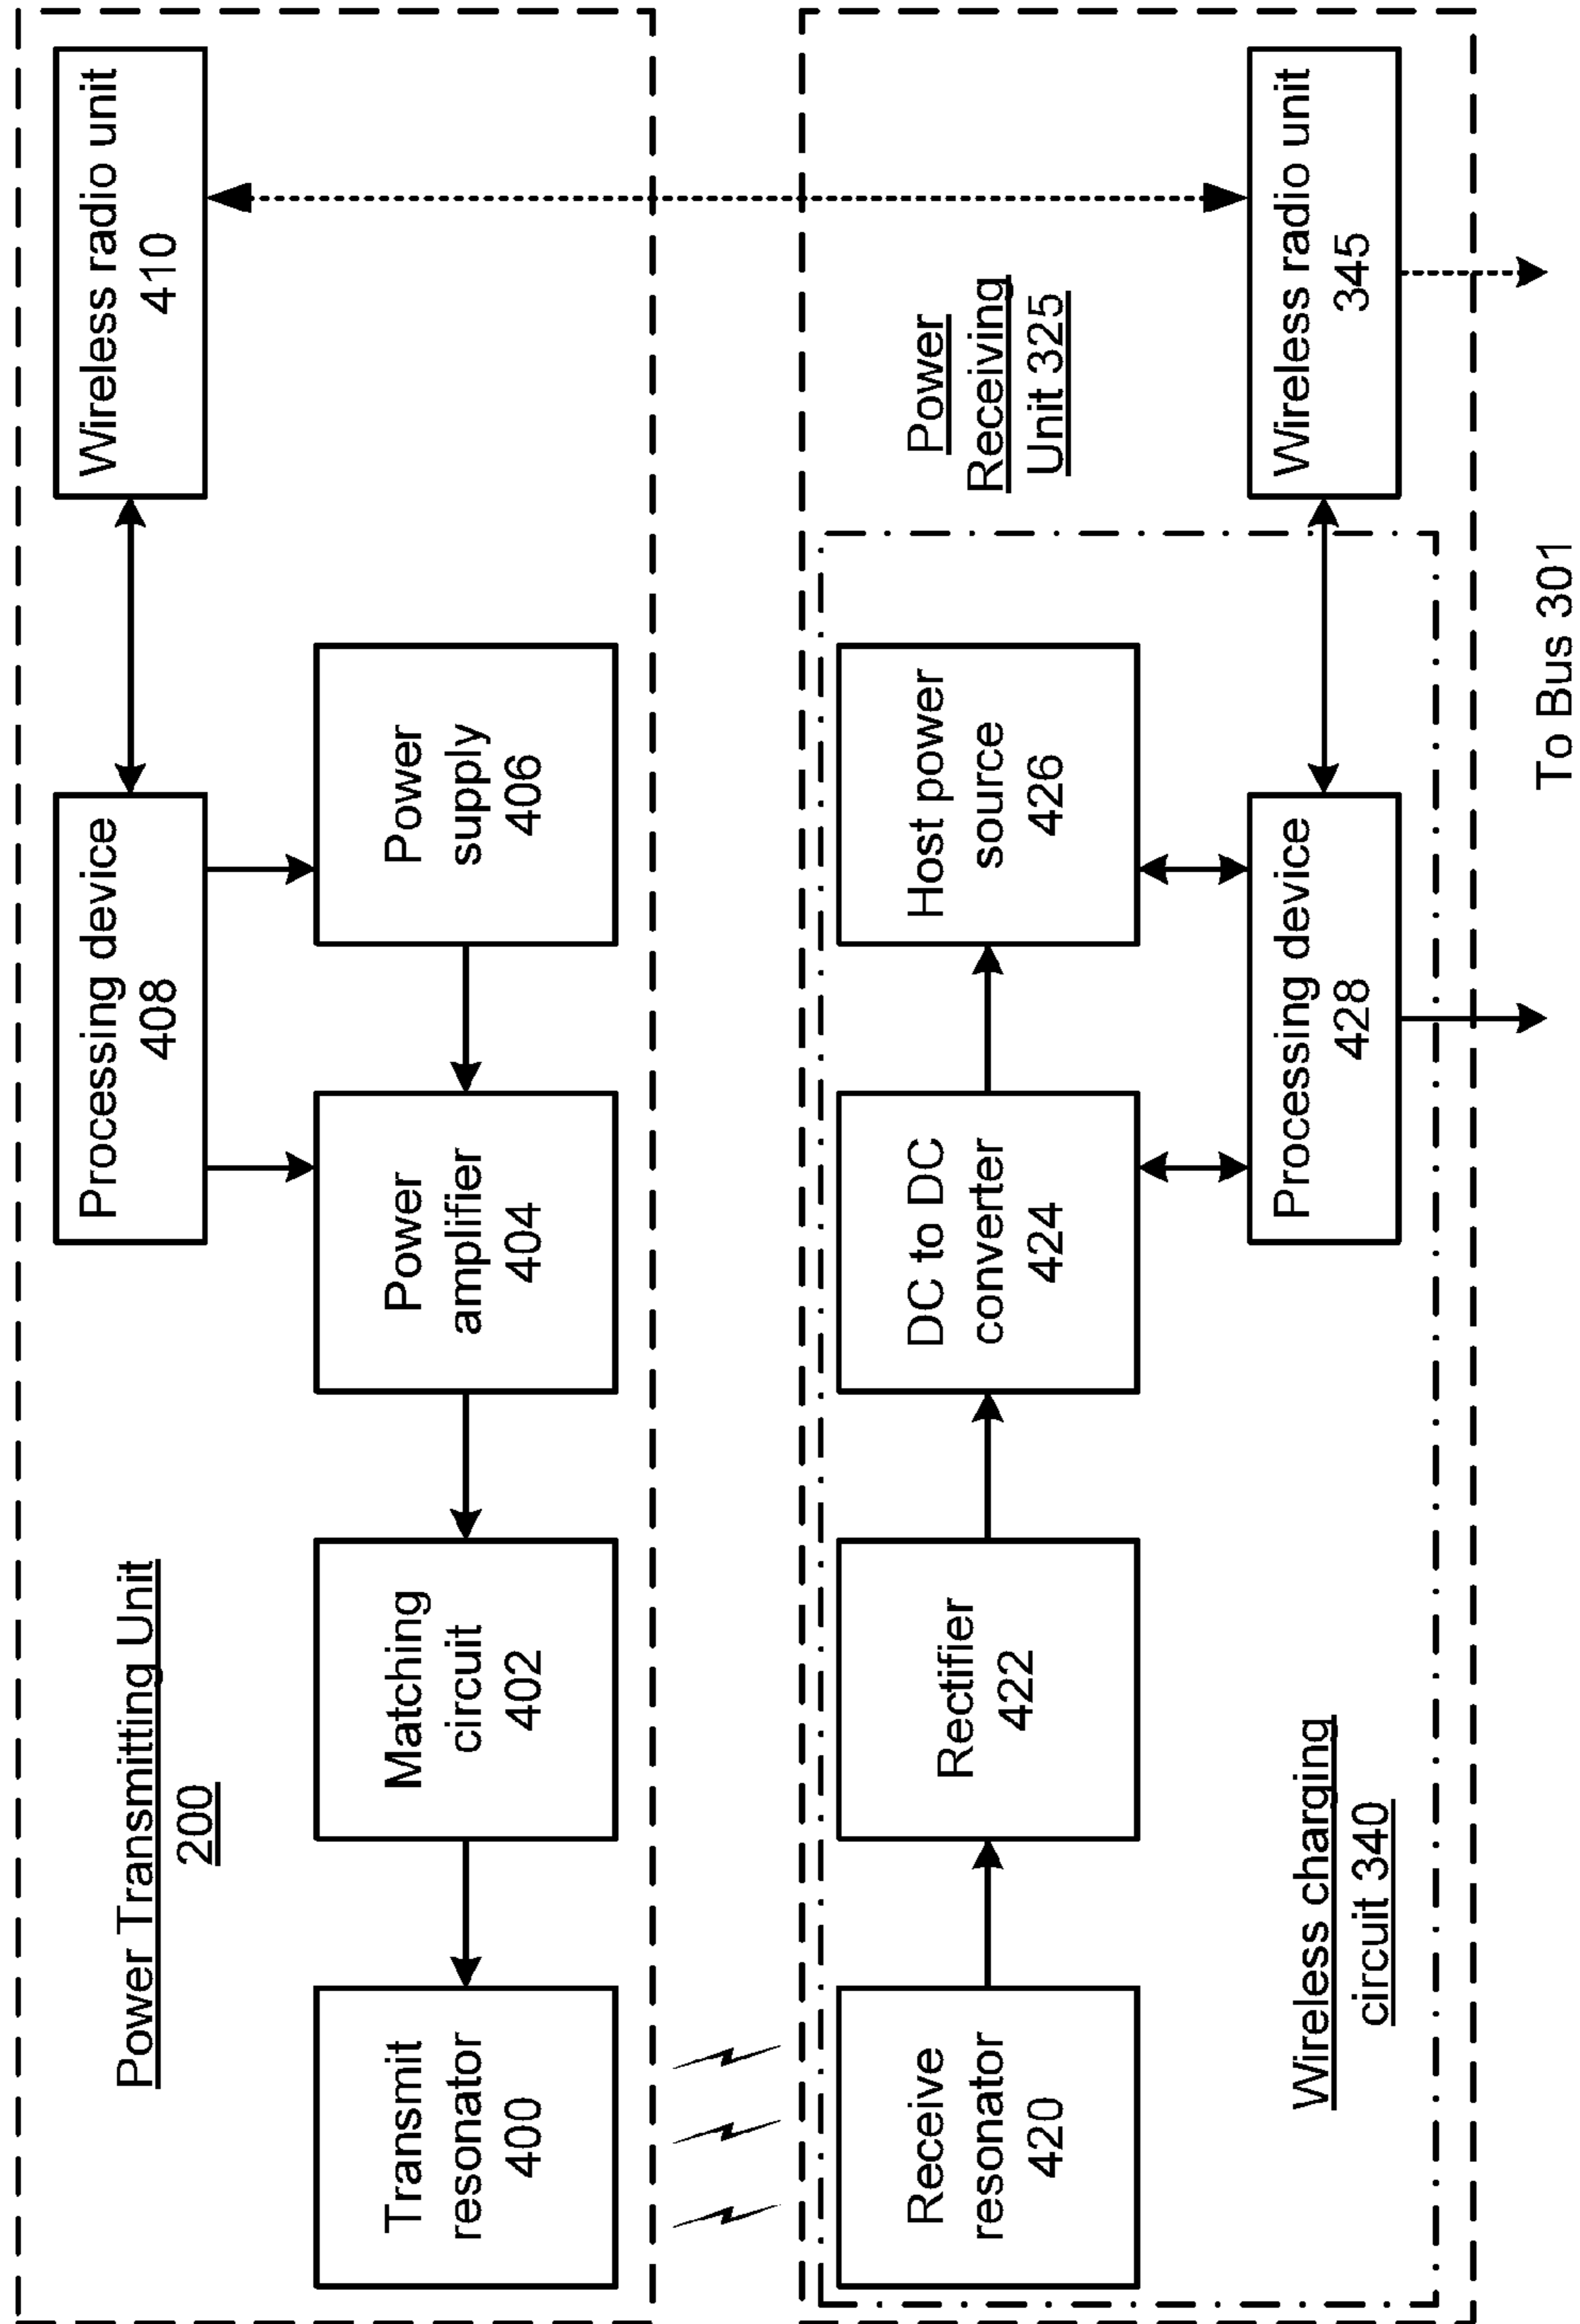 Power Transmitting Unit
200
Processing device
408
Wireless radio unit
410
Transmit
resonator
400
Matching
circuit
402
Power
amplifier
404
Power
supply
406
Receive
resonator
420
Rectifier
422
DC to DC
converter
424
Host power
source
426
Power
Receiving
Unit 325
Wireless charging
circuit 340
Processing device
428
Wireless radio unit
345
To Bus 301